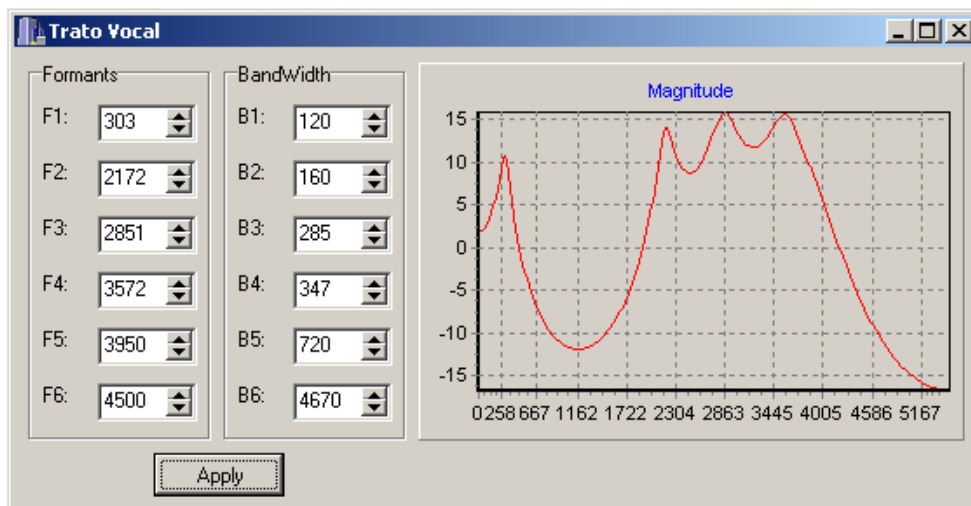 Trato Vocal
Formants
F1: 303
F2: 2172
F3: 2851
F4: 3572
F5: 3950
F6: 4500
BandWidth
B1: 120
B2: 160
B3: 285
B4: 347
B5: 720
B6: 4670
Apply
Magnitude
15
10
5
0
-5
-10
-15
0 258 667 1162 1722 2304 2863 3445 4005 4586 5167